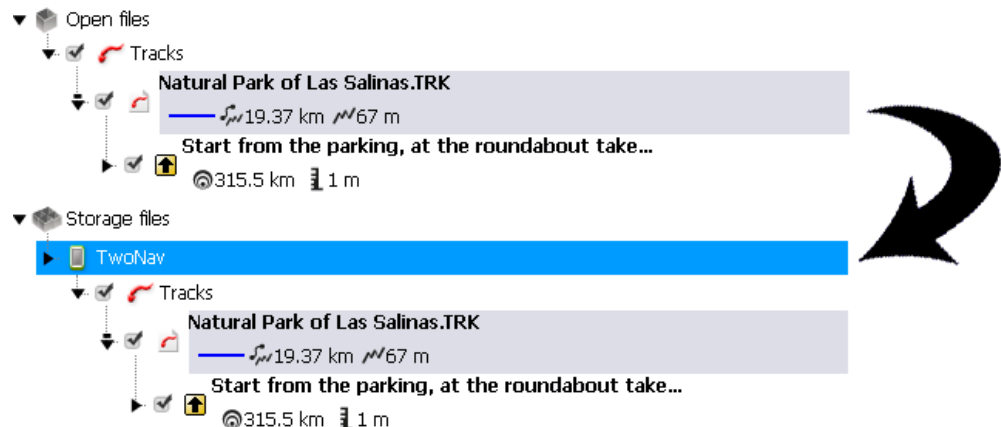 Open files
Tracks
Natural Park of Las Salinas.TRK
19.37 km 67 m
Start from the parking, at the roundabout take...
315.5 km 1 m
Storage files
TwoNav
Tracks
Natural Park of Las Salinas.TRK
19.37 km 67 m
Start from the parking, at the roundabout take...
315.5 km 1 m